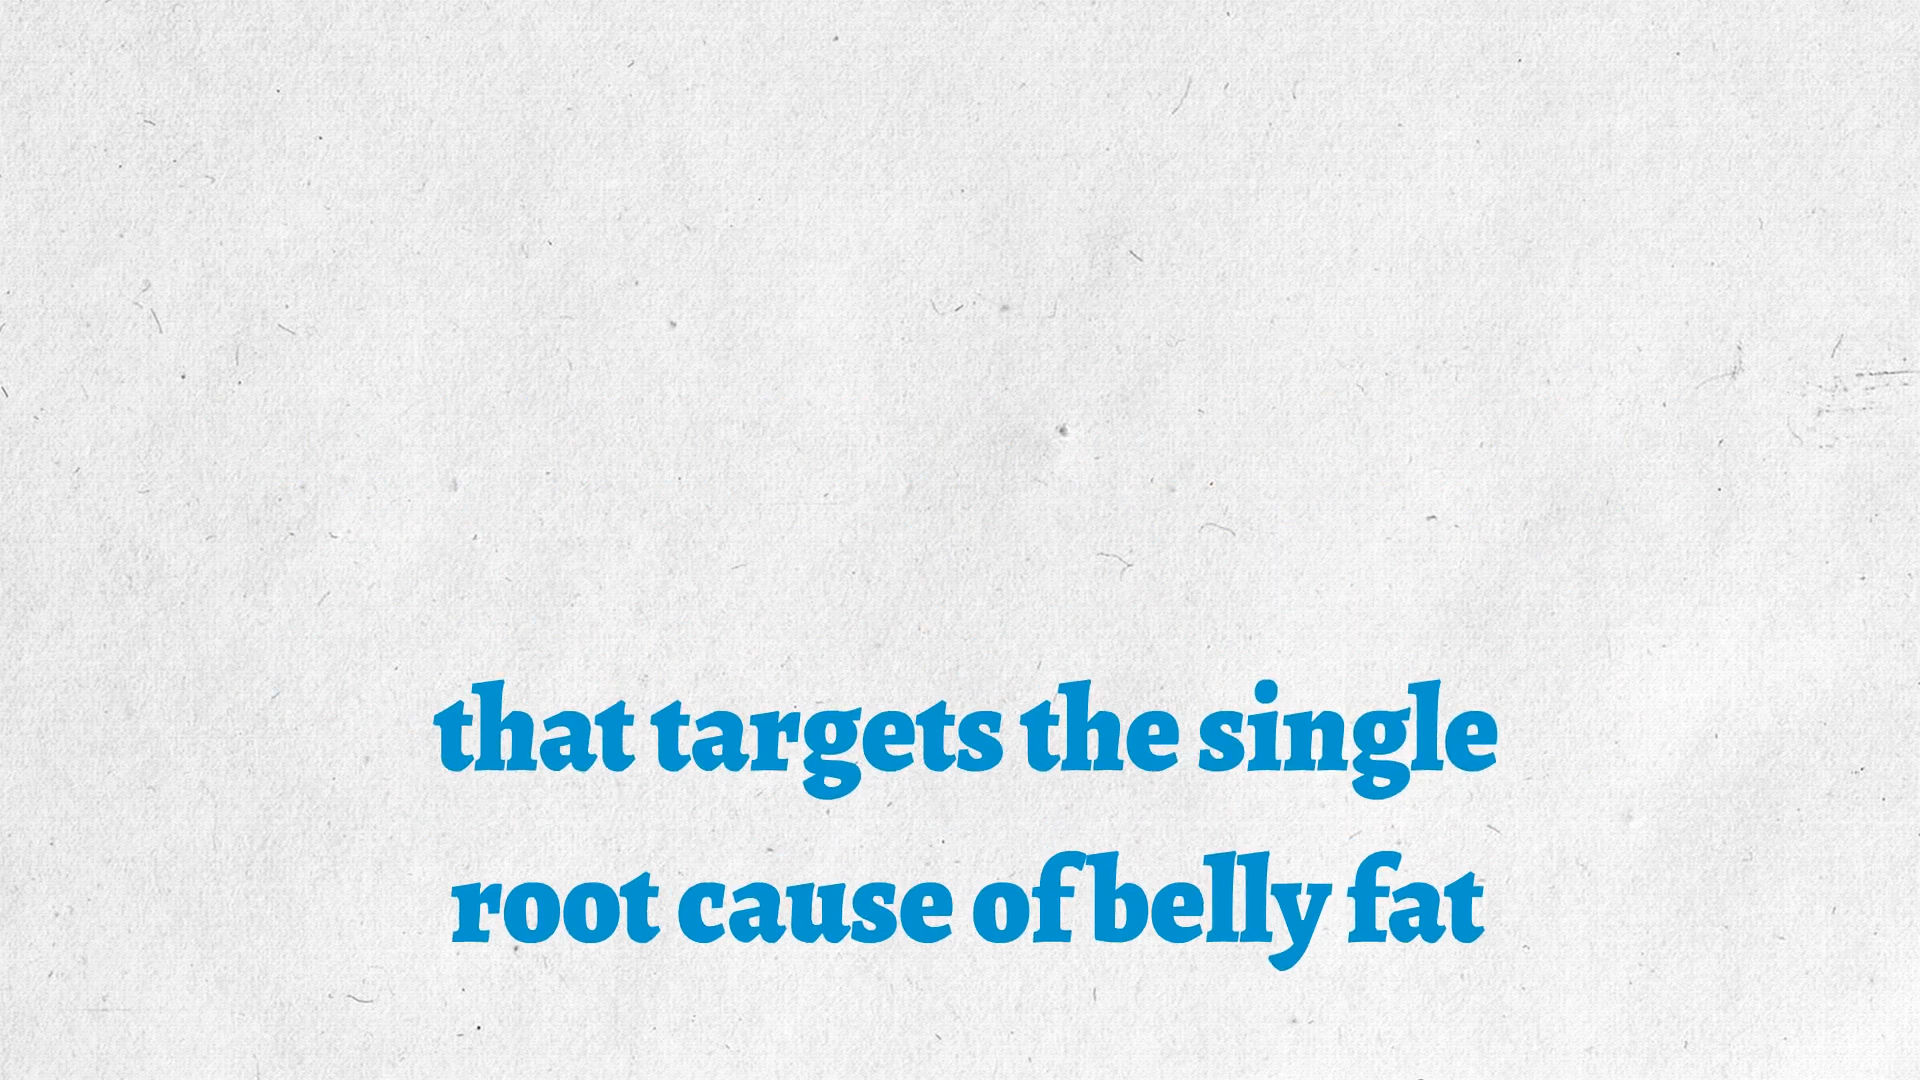 that targets the single
root cause of belly fat